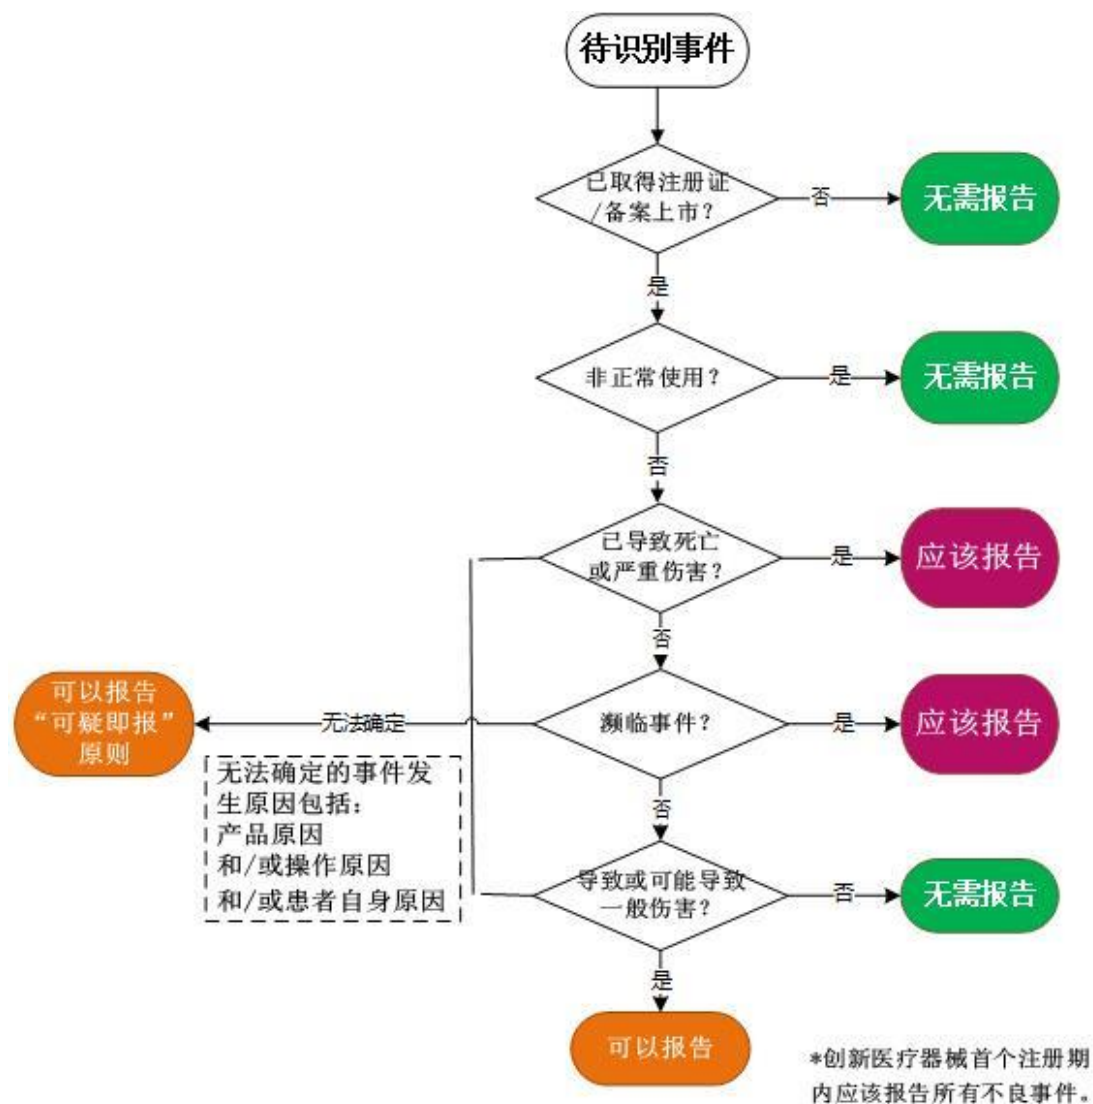 待识别事件
已取得注册证
/备案上市？
否
无需报告
是
非正常使用？
是
无需报告
否
已导致死亡
或严重伤害？
是
应该报告
否
可以报告
“可疑即报”
原则
无法确定
濒临事件？
是
应该报告
无法确定的事件发
生原因包括：
产品原因
和/或操作原因
和/或患者自身原因
否
导致或可能导致
一般伤害？
否
无需报告
是
可以报告
*创新医疗器械首个注册期
内应该报告所有不良事件。